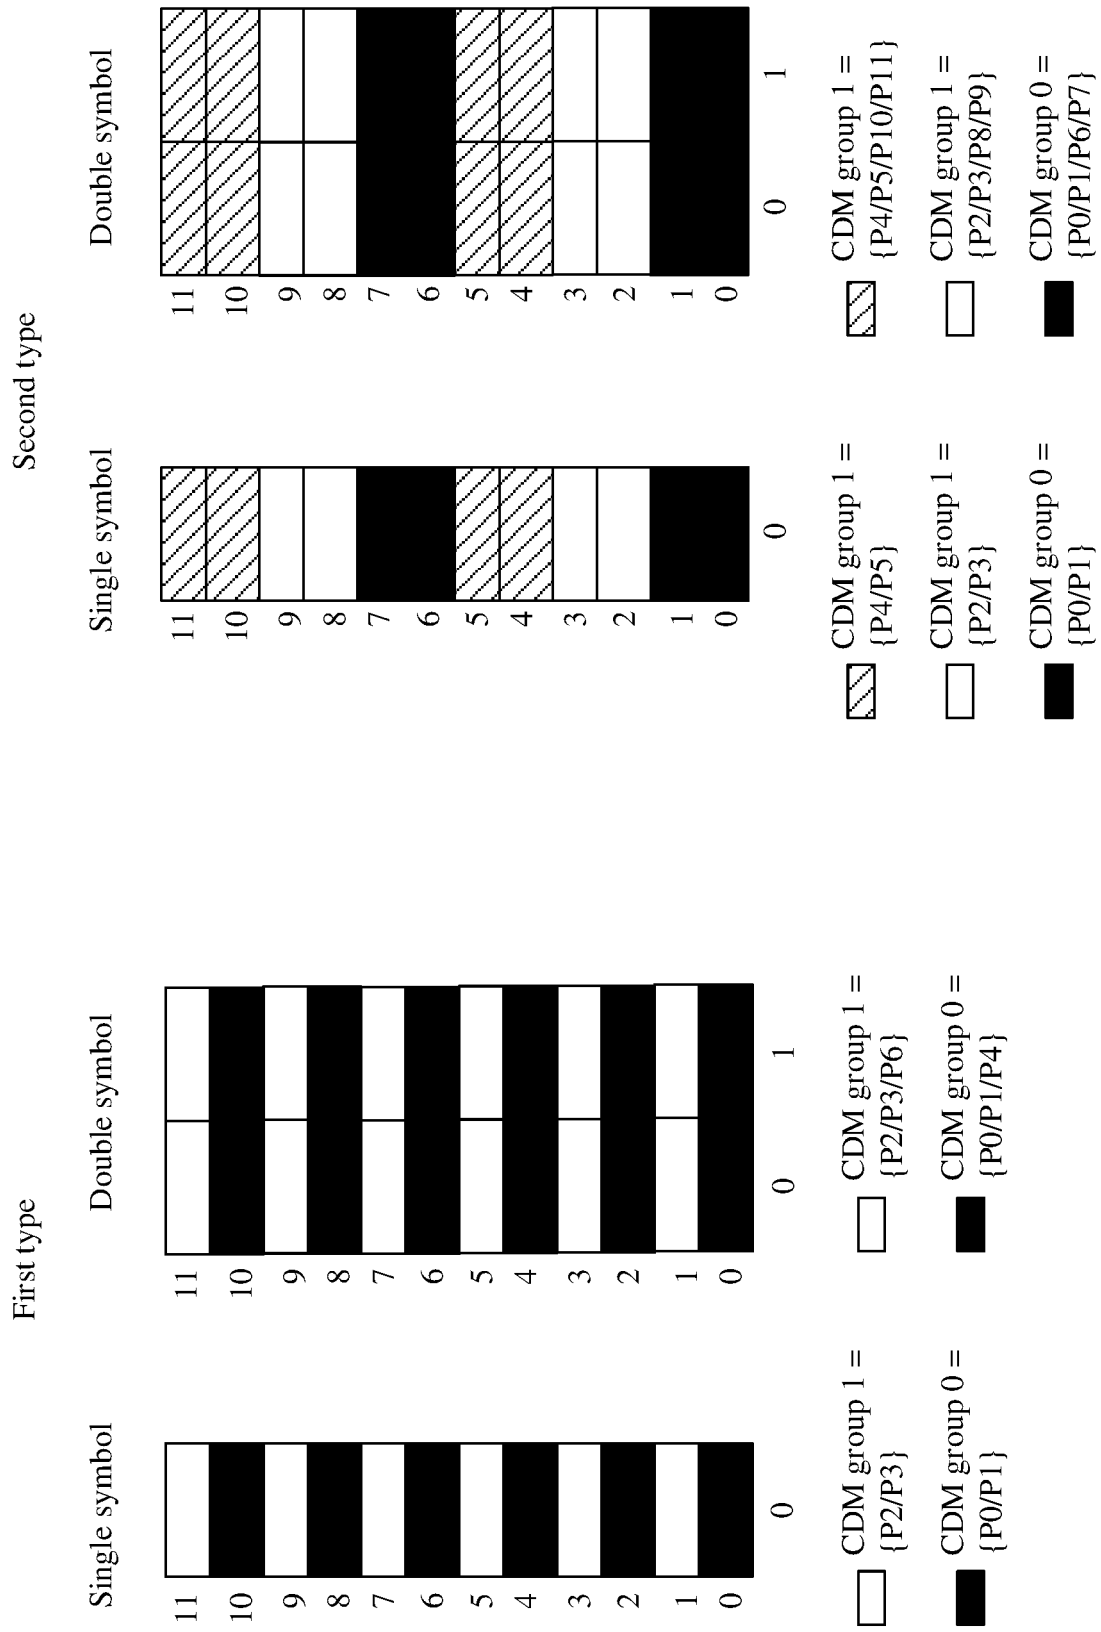 First type
Single symbol
11
10
9
8
7
6
5
4
3
2
1
0
0
CDM group 1 =
{P2/P3}
CDM group 0 =
{P0/P1}
Double symbol
11
10
9
8
7
6
5
4
3
2
1
0
0 1
CDM group 1 =
{P2/P3/P6}
CDM group 0 =
{P0/P1/P4}
Second type
Single symbol
11
10
9
8
7
6
5
4
3
2
1
0
0
CDM group 1 =
{P4/P5}
CDM group 1 =
{P2/P3}
CDM group 0 =
{P0/P1}
Double symbol
11
10
9
8
7
6
5
4
3
2
1
0
0 1
CDM group 1 =
{P4/P5/P10/P11}
CDM group 1 =
{P2/P3/P8/P9}
CDM group 0 =
{P0/P1/P6/P7}